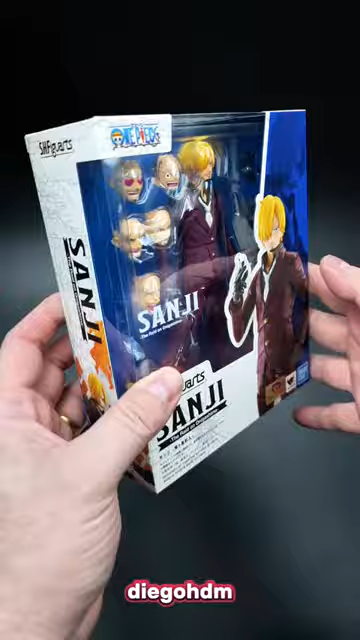 S.H.Figuarts
ONE PIECE
SANJI
SANJI
-The Raid on Onigashima-
Figuarts
SANJI
-The Raid on Onigashima-
diegohdm